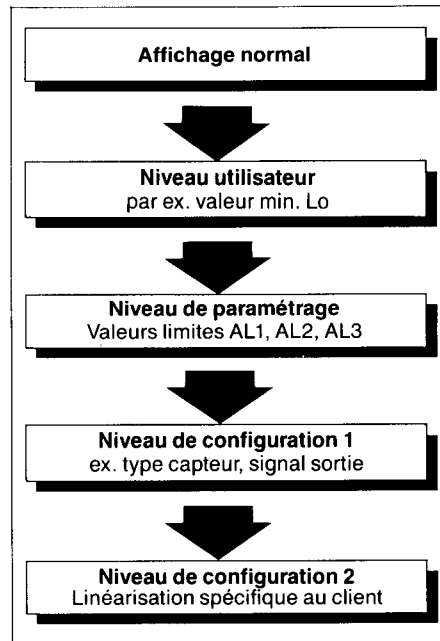 Affichage normal
Niveau utilisateur
par ex. valeur min. Lo
Niveau de paramétrage
Valeurs limites AL1, AL2, AL3
Niveau de configuration 1
ex. type capteur, signal sortie
Niveau de configuration 2
Linéarisation spécifique au client